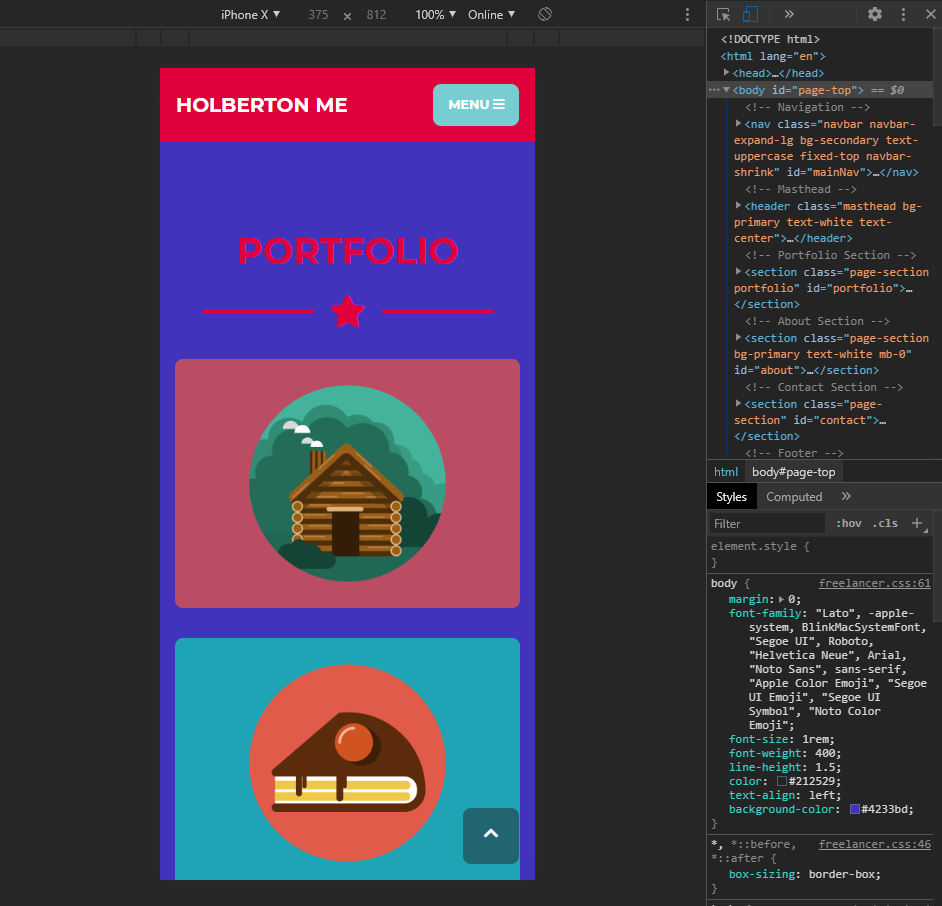 iPhone X ▼ 375 x 812 100% ▼ Online ▼
HOLBERTON ME
MENU
PORTFOLIO
<!DOCTYPE html>
<html lang="en">
<head>…</head>
<body id="page-top"> == $0
<!-- Navigation -->
<nav class="navbar navbar-
expand-lg bg-secondary text-
uppercase fixed-top navbar-
shrink" id="mainNav">…</nav>
<!-- Masthead -->
<header class="masthead bg-
primary text-white text-
center">…</header>
<!-- Portfolio Section -->
<section class="page-section
portfolio" id="portfolio">…
</section>
<!-- About Section -->
<section class="page-section
bg-primary text-white mb-0"
id="about">…</section>
<!-- Contact Section -->
<section class="page-
section" id="contact">…
</section>
<!-- Footer -->
html body#page-top
Styles Computed »
Filter :hov .cls +
element.style {
}
body { freelancer.css:61
margin: 0;
font-family: "Lato", -apple-
system, BlinkMacSystemFont,
"Segoe UI", Roboto,
"Helvetica Neue", Arial,
"Noto Sans", sans-serif,
"Apple Color Emoji", "Segoe
UI Emoji", "Segoe UI
Symbol", "Noto Color
Emoji";
font-size: 1rem;
font-weight: 400;
line-height: 1.5;
color: #212529;
text-align: left;
background-color: #4233bd;
}
*, *::before, freelancer.css:46
*::after {
box-sizing: border-box;
}